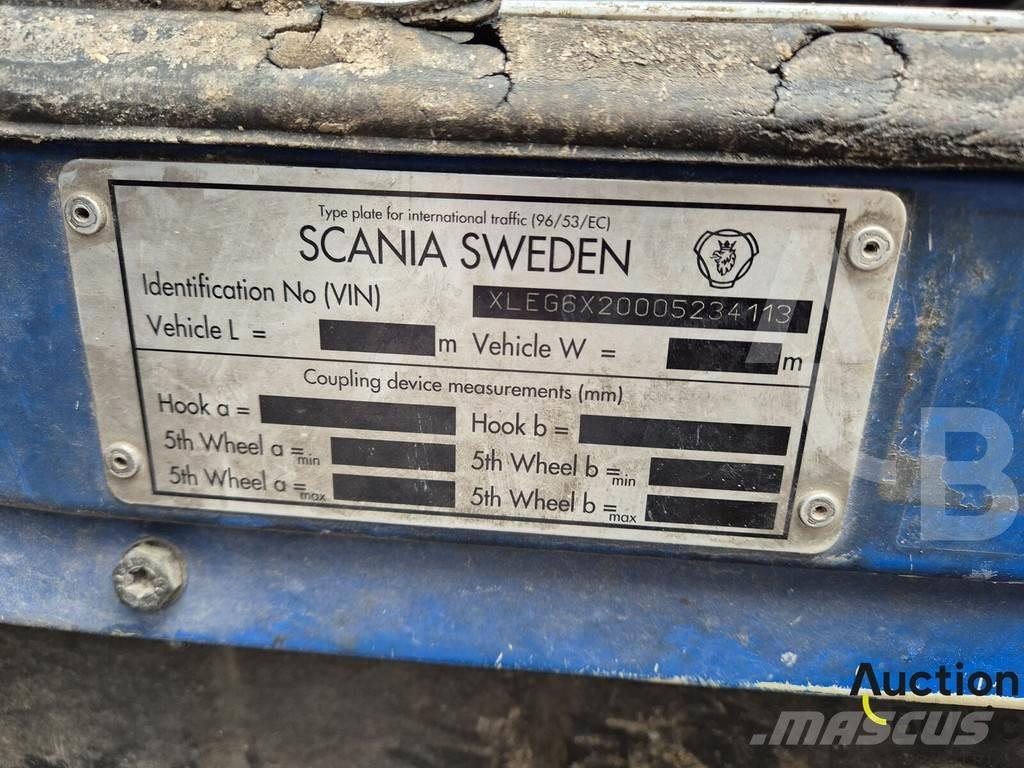 Type plate for international traffic (96/53/EC)
SCANIA SWEDEN
Identification No (VIN) XLEG6X20005234113
Vehicle L = m Vehicle W = m
Coupling device measurements (mm)
Hook a = Hook b =
5th Wheel a =min 5th Wheel b =min
5th Wheel a =max 5th Wheel b =max
A-B
Auction
MASCUS